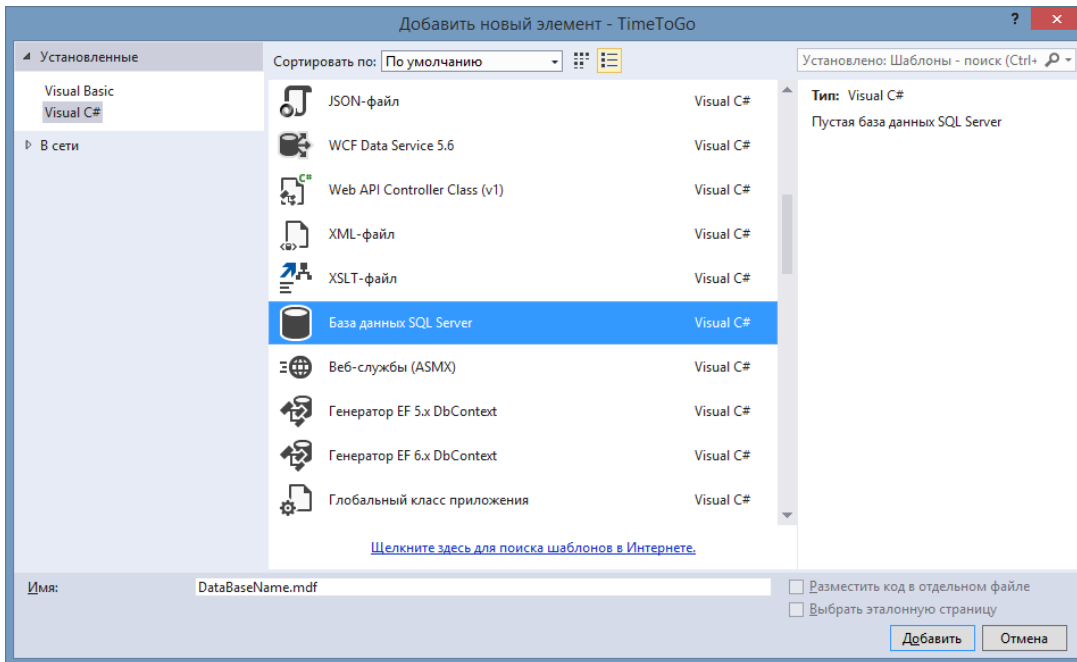 Добавить новый элемент - TimeToGo
? ×
Установленные
Visual Basic
Visual C#
В сети
Сортировать по: По умолчанию
JSON-файл Visual C#
WCF Data Service 5.6 Visual C#
Web API Controller Class (v1) Visual C#
XML-файл Visual C#
XSLT-файл Visual C#
База данных SQL Server Visual C#
Веб-службы (ASMX) Visual C#
Генератор EF 5.x DbContext Visual C#
Генератор EF 6.x DbContext Visual C#
Глобальный класс приложения Visual C#
Щелкните здесь для поиска шаблонов в Интернете.
Установлено: Шаблоны - поиск (Ctrl+
Тип: Visual C#
Пустая база данных SQL Server
Имя: DataBaseName.mdf
Разместить код в отдельном файле
Выбрать эталонную страницу
Добавить Отмена